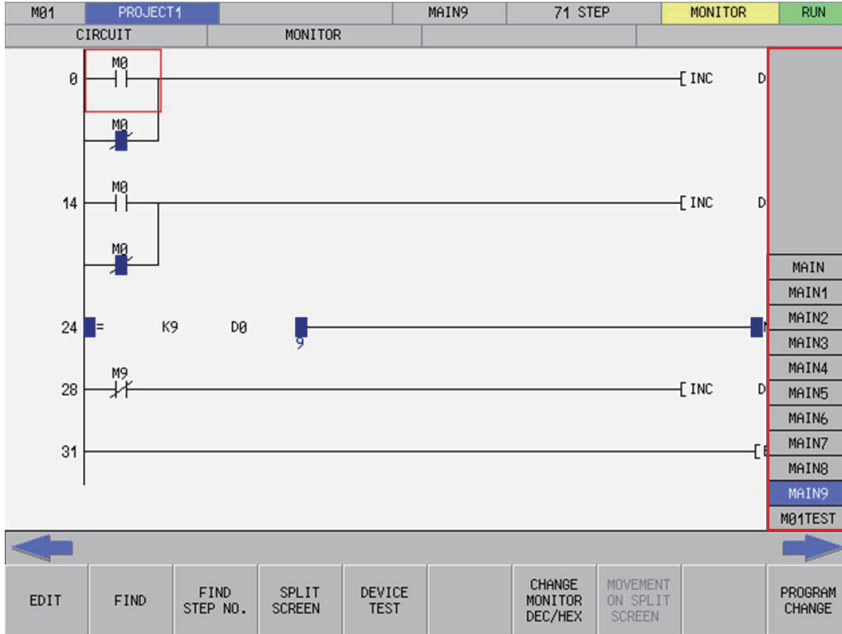 M01 PROJECT1 MAIN9 71 STEP MONITOR RUN
CIRCUIT MONITOR
M0
0 INC D
M0
M0
14 INC D
M0
24 = K9 D0
9
M9
28 INC D
31
MAIN
MAIN1
MAIN2
MAIN3
MAIN4
MAIN5
MAIN6
MAIN7
MAIN8
MAIN9
M01TEST
EDIT
FIND
FIND
STEP NO.
SPLIT
SCREEN
DEVICE
TEST
CHANGE
MONITOR
DEC/HEX
MOVEMENT
ON SPLIT
SCREEN
PROGRAM
CHANGE